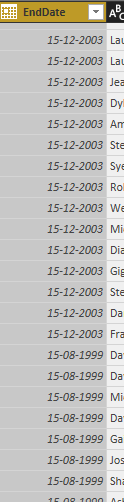 EndDate ABC
15-12-2003 Lau
15-12-2003 Lau
15-12-2003 Jea
15-12-2003 Dyl
15-12-2003 Am
15-12-2003 Ste
15-12-2003 Sye
15-12-2003 Rol
15-12-2003 We
15-12-2003 Mic
15-12-2003 Dia
15-12-2003 Gig
15-12-2003 Ste
15-12-2003 Da
15-12-2003 Fra
15-08-1999 Da
15-08-1999 Da
15-08-1999 Mic
15-08-1999 Da
15-08-1999 Ga
15-08-1999 Jos
15-08-1999 Sha